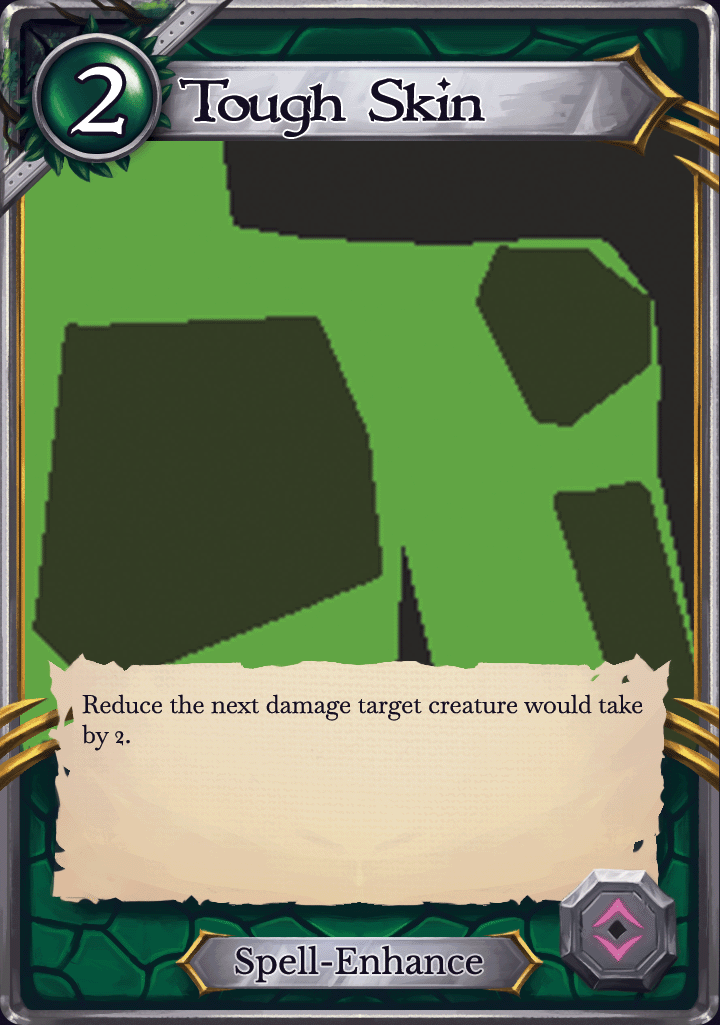 2
Tough Skin
Reduce the next damage target creature would take
by 2.
Spell-Enhance